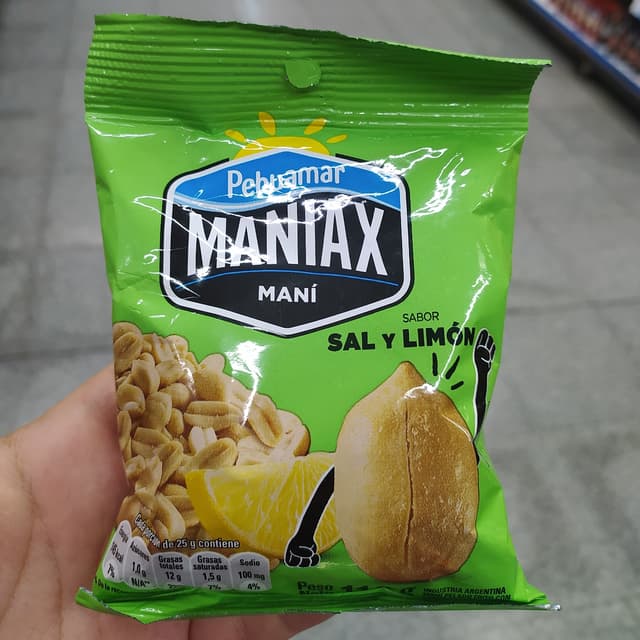 Pehuamar
MANIAX
MANÍ
SABOR
SAL Y LIMÓN
de 25 g contiene
Grasas totales 12 g
Grasas saturadas 1,5 g
Sodio 100 mg 4%
Peso
INDUSTRIA ARGENTINA